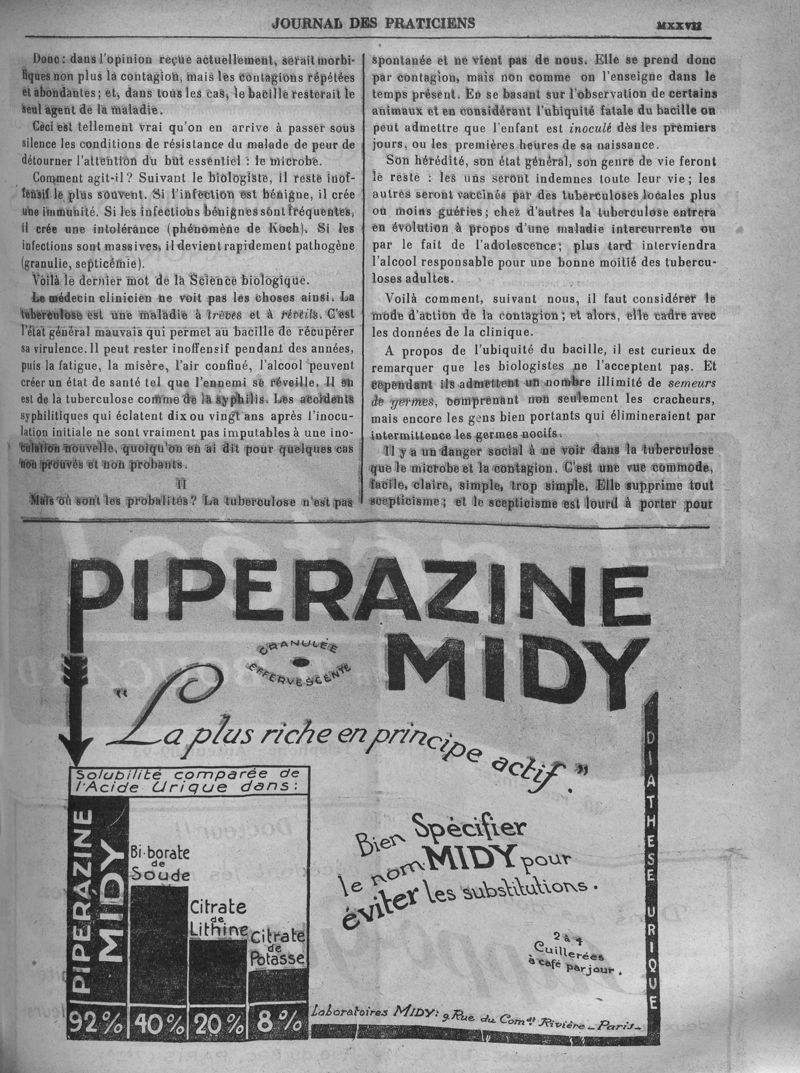 JOURNAL DES PRATICIENS
MXXVII
Donc : dans l'opinion reçue actuellement, serait morbi-
fiques non plus la contagion, mais les contagions répétées
et abondantes ; et, dans tous les cas, le bacille resterait le
seul agent de la maladie.
Ceci est tellement vrai qu'on en arrive à passer sous
silence les conditions de résistance du malade de peur de
détourner l'attention du but essentiel : le microbe.
Comment agit-il ? Suivant le biologiste, il reste inof-
fensif le plus souvent. Si l'infection est bénigne, il crée
une immunité. Si les infections bénignes sont fréquentes,
il crée une intolérance (phénomène de Koch). Si les
infections sont massives, il devient rapidement pathogène
(granulie, septicémie).
Voilà le dernier mot de la Science biologique.
Le médecin clinicien ne voit pas les choses ainsi. La
tuberculose est une maladie à trèves et à réveils. C'est
l'état général mauvais qui permet au bacille de récupérer
sa virulence. Il peut rester inoffensif pendant des années,
puis la fatigue, la misère, l'air confiné, l'alcool peuvent
créer un état de santé tel que l'ennemi se réveille. Il en
est de la tuberculose comme de la syphilis. Les accidents
syphilitiques qui éclatent dix ou vingt ans après l'inocu-
lation initiale ne sont vraiment pas imputables à une ino-
culation nouvelle, quoiqu'on en ai dit pour quelques cas
non prouvés et non probants.
II
Mais où sont les probalités ? La tuberculose n'est pas
spontanée et ne vient pas de nous. Elle se prend donc
par contagion, mais non comme on l'enseigne dans le
temps présent. En se basant sur l'observation de certains
animaux et en considérant l'ubiquité fatale du bacille on
peut admettre que l'enfant est inoculé dès les premiers
jours, ou les premières heures de sa naissance.
Son hérédité, son état général, son genre de vie feront
le reste : les uns seront indemnes toute leur vie ; les
autres seront vaccinés par des tuberculoses locales plus
ou moins guéries ; chez d'autres la tuberculose entrera
en évolution à propos d'une maladie intercurrente ou
par le fait de l'adolescence ; plus tard interviendra
l'alcool responsable pour une bonne moitié des tubercu-
loses adultes.
Voilà comment, suivant nous, il faut considérer le
mode d'action de la contagion ; et alors, elle cadre avec
les données de la clinique.
A propos de l'ubiquité du bacille, il est curieux de
remarquer que les biologistes ne l'acceptent pas. Et
cependant ils admettent un nombre illimité de semeurs
de germes, comprenant non seulement les cracheurs,
mais encore les gens bien portants qui élimineraient par
intermittence les germes nocifs.
Il y a un danger social à ne voir dans la tuberculose
que le microbe et la contagion. C'est une vue commode,
facile, claire, simple, trop simple. Elle supprime tout
scepticisme ; et le scepticisme est lourd à porter pour
PIPERAZINE
MIDY
GRANULÉE
EFFERVESCENTE
"La plus riche en principe actif."
Solubilité comparée de
l'Acide Urique dans :
PIPERAZINE
MIDY
92%
Bi-borate
de
Soude
40%
Citrate
de
Lithine
20%
Citrate
de
Potasse
8%
Bien Spécifier
le nom MIDY pour
éviter les substitutions.
2 à 4
Cuillerées
à café par jour.
DIATHESE URIQUE
Laboratoires MIDY: 9 Rue du Comdt Rivière - Paris -